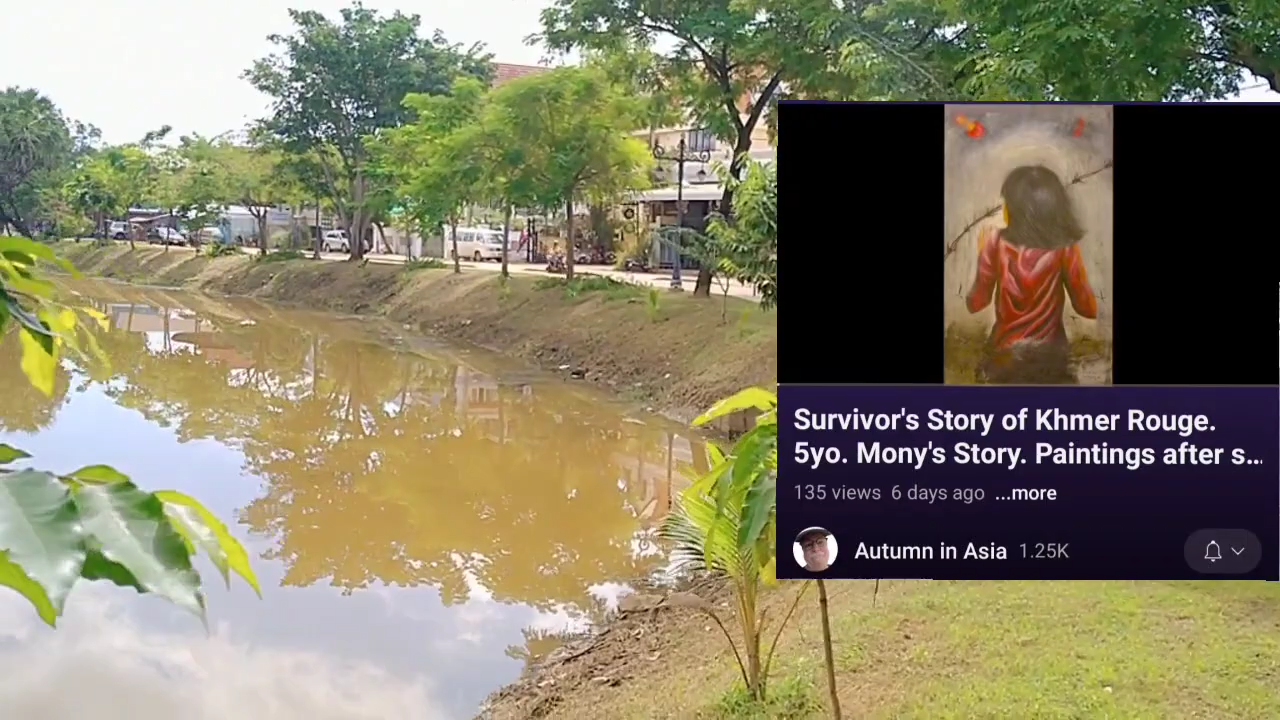 Survivor's Story of Khmer Rouge.
5yo. Mony's Story. Paintings after s...
135 views 6 days ago ...more
Autumn in Asia 1.25K